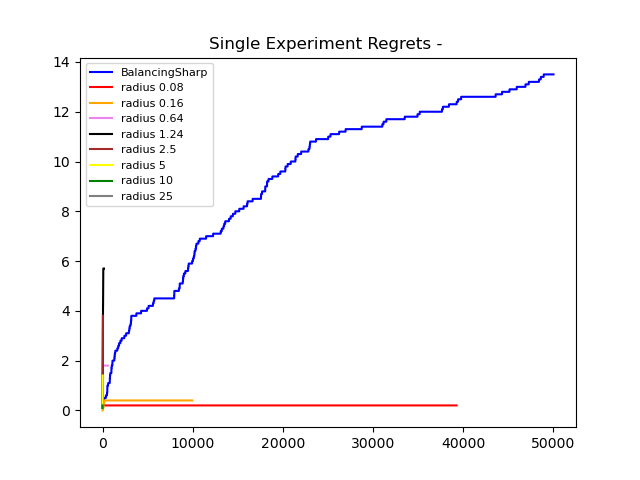 Single Experiment Regrets -
14
12
10
8
6
4
2
0
BalancingSharp
radius 0.08
radius 0.16
radius 0.64
radius 1.24
radius 2.5
radius 5
radius 10
radius 25
0 10000 20000 30000 40000 50000